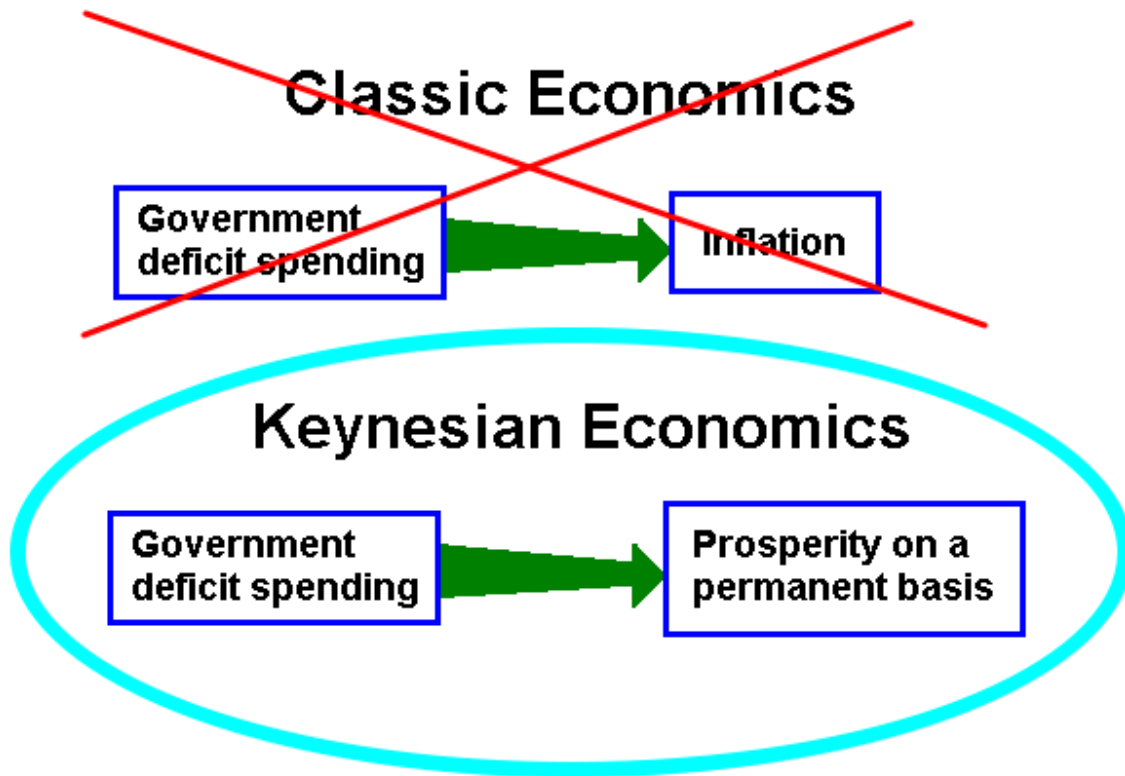 Classic Economics
Government
deficit spending
Inflation
Keynesian Economics
Government
deficit spending
Prosperity on a
permanent basis